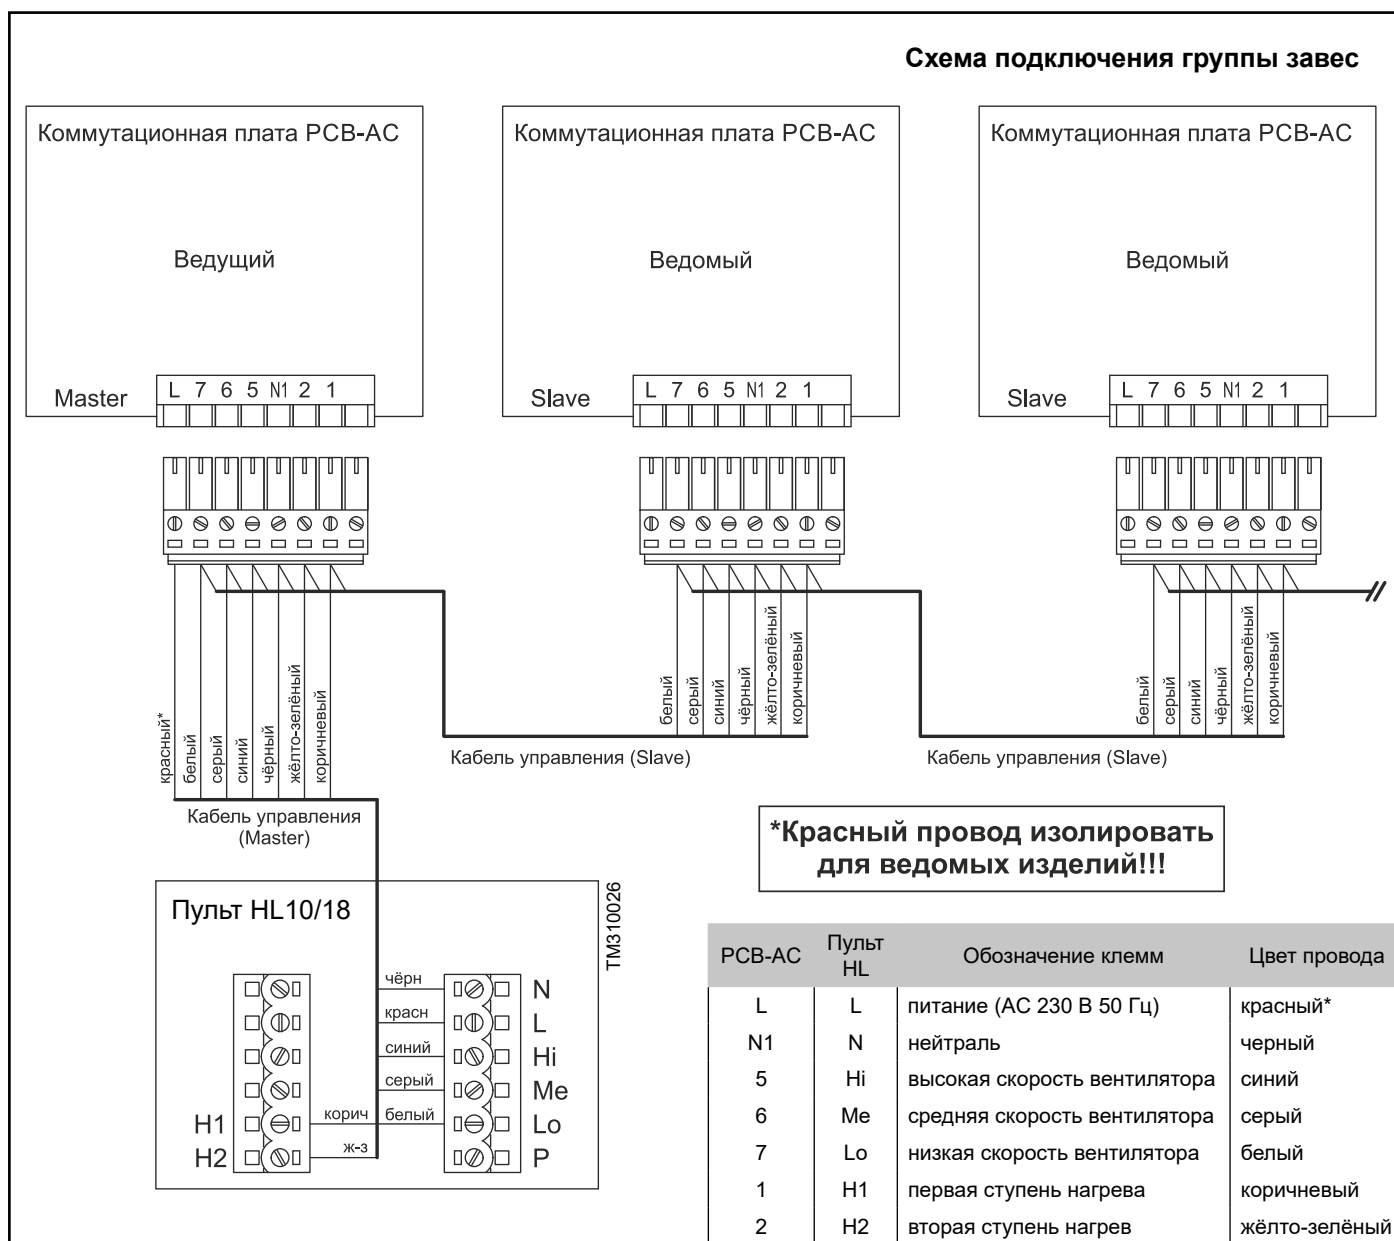 Схема подключения группы завес
Коммутационная плата PCB-AC
Ведущий
Master
L 7 6 5 N1 2 1
Коммутационная плата PCB-AC
Ведомый
Slave
L 7 6 5 N1 2 1
Коммутационная плата PCB-AC
Ведомый
Slave
L 7 6 5 N1 2 1
красный*
белый
серый
синий
чёрный
жёлто-зелёный
коричневый
белый
серый
синий
чёрный
жёлто-зелёный
коричневый
белый
серый
синий
чёрный
жёлто-зелёный
коричневый
Кабель управления (Slave)
Кабель управления (Slave)
Кабель управления
(Master)
*Красный провод изолировать
для ведомых изделий!!!
Пульт HL10/18
TM310026
чёрн
N
красн
L
синий
Hi
серый
Me
H1
корич
белый
Lo
H2
ж-з
P
PCB-AC Пульт HL Обозначение клемм Цвет провода
L L питание (AC 230 В 50 Гц) красный*
N1 N нейтраль черный
5 Hi высокая скорость вентилятора синий
6 Me средняя скорость вентилятора серый
7 Lo низкая скорость вентилятора белый
1 H1 первая ступень нагрева коричневый
2 H2 вторая ступень нагрев жёлто-зелёный